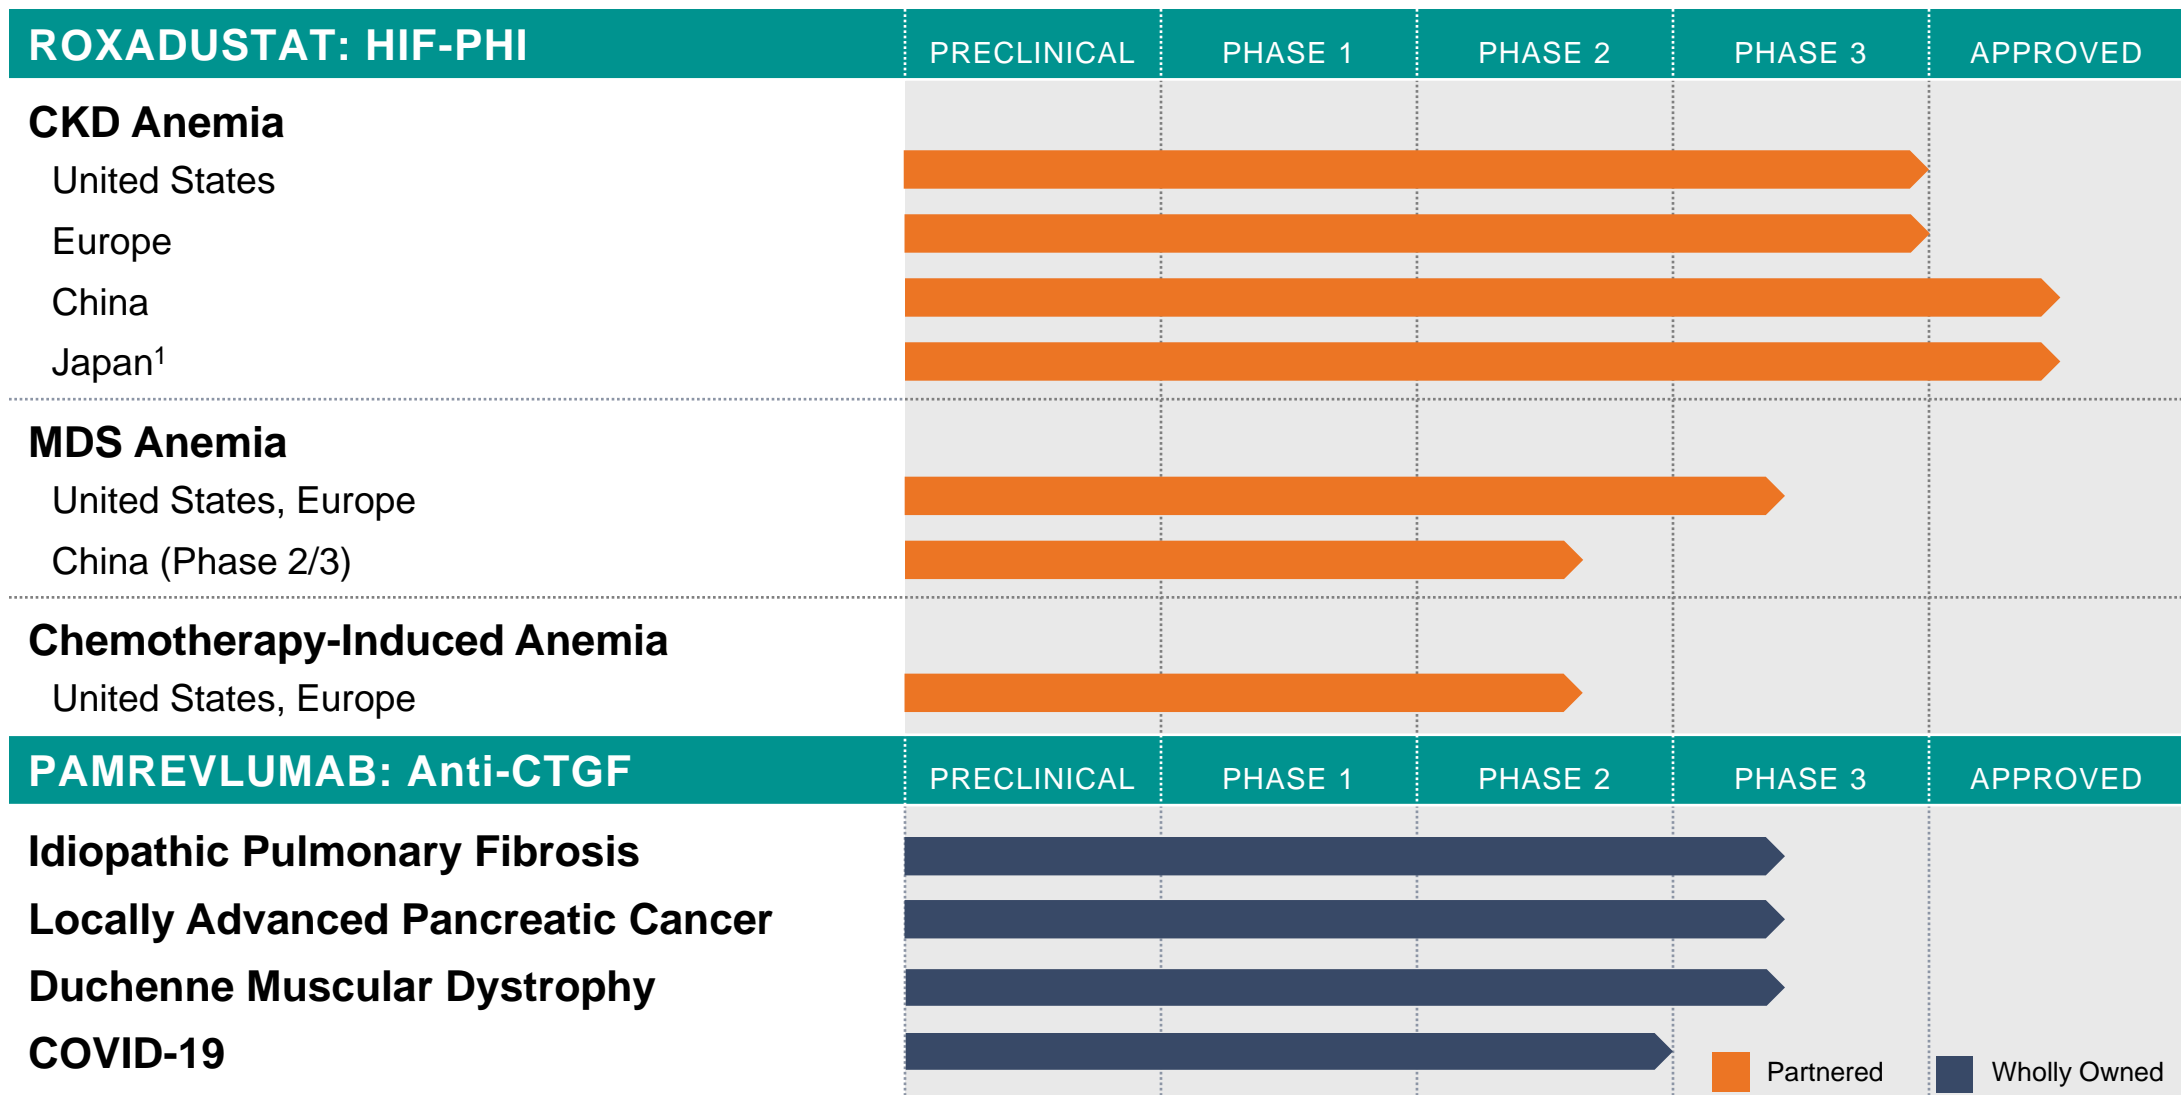 ROXADUSTAT: HIF-PHI PRECLINICAL PHASE 1 PHASE 2 PHASE 3 APPROVED
CKD Anemia
United States
Europe
China
Japan¹
MDS Anemia
United States, Europe
China (Phase 2/3)
Chemotherapy-Induced Anemia
United States, Europe
PAMREVLUMAB: Anti-CTGF PRECLINICAL PHASE 1 PHASE 2 PHASE 3 APPROVED
Idiopathic Pulmonary Fibrosis
Locally Advanced Pancreatic Cancer
Duchenne Muscular Dystrophy
COVID-19
Partnered Wholly Owned